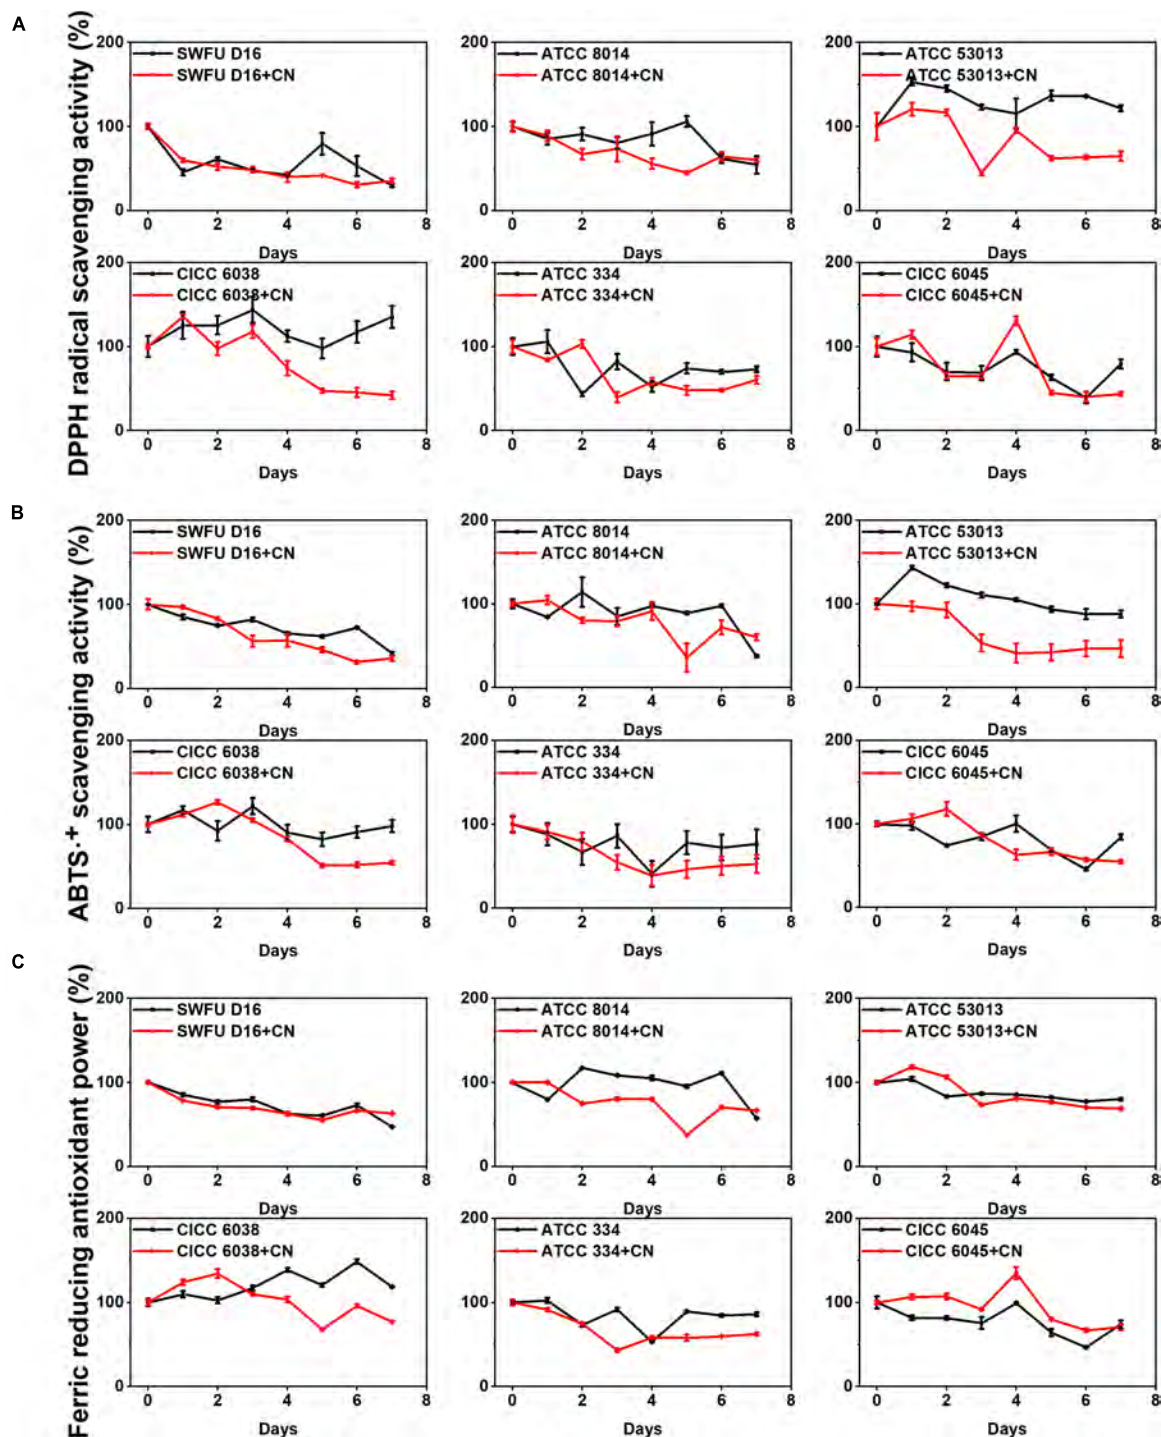 A
DPPH radical scavenging activity (%)
200
100
0
SWFU D16
SWFU D16+CN
0 2 4 6 8
Days
200
100
0
ATCC 8014
ATCC 8014+CN
0 2 4 6 8
Days
200
100
0
ATCC 53013
ATCC 53013+CN
0 2 4 6 8
Days
200
100
0
CICC 6038
CICC 6038+CN
0 2 4 6 8
Days
200
100
0
ATCC 334
ATCC 334+CN
0 2 4 6 8
Days
200
100
0
CICC 6045
CICC 6045+CN
0 2 4 6 8
Days
B
ABTS·+ scavenging activity (%)
200
100
0
SWFU D16
SWFU D16+CN
0 2 4 6 8
Days
200
100
0
ATCC 8014
ATCC 8014+CN
0 2 4 6 8
Days
200
100
0
ATCC 53013
ATCC 53013+CN
0 2 4 6 8
Days
200
100
0
CICC 6038
CICC 6038+CN
0 2 4 6 8
Days
200
100
0
ATCC 334
ATCC 334+CN
0 2 4 6 8
Days
200
100
0
CICC 6045
CICC 6045+CN
0 2 4 6 8
Days
C
Ferric reducing antioxidant power (%)
200
100
0
SWFU D16
SWFU D16+CN
0 2 4 6 8
Days
200
100
0
ATCC 8014
ATCC 8014+CN
0 2 4 6 8
Days
200
100
0
ATCC 53013
ATCC 53013+CN
0 2 4 6 8
Days
200
100
0
CICC 6038
CICC 6038+CN
0 2 4 6 8
Days
200
100
0
ATCC 334
ATCC 334+CN
0 2 4 6 8
Days
200
100
0
CICC 6045
CICC 6045+CN
0 2 4 6 8
Days